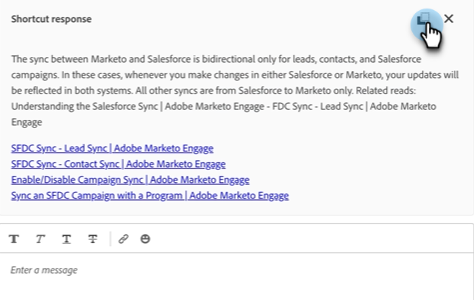 Shortcut response
The sync between Marketo and Salesforce is bidirectional only for leads, contacts, and Salesforce
campaigns. In these cases, whenever you make changes in either Salesforce or Marketo, your updates will
be reflected in both systems. All other syncs are from Salesforce to Marketo only. Related reads:
Understanding the Salesforce Sync | Adobe Marketo Engage - FDC Sync - Lead Sync | Adobe Marketo
Engage
SFDC Sync - Lead Sync | Adobe Marketo Engage
SFDC Sync - Contact Sync | Adobe Marketo Engage
Enable/Disable Campaign Sync | Adobe Marketo Engage
Sync an SFDC Campaign with a Program | Adobe Marketo Engage
T T T T
Enter a message